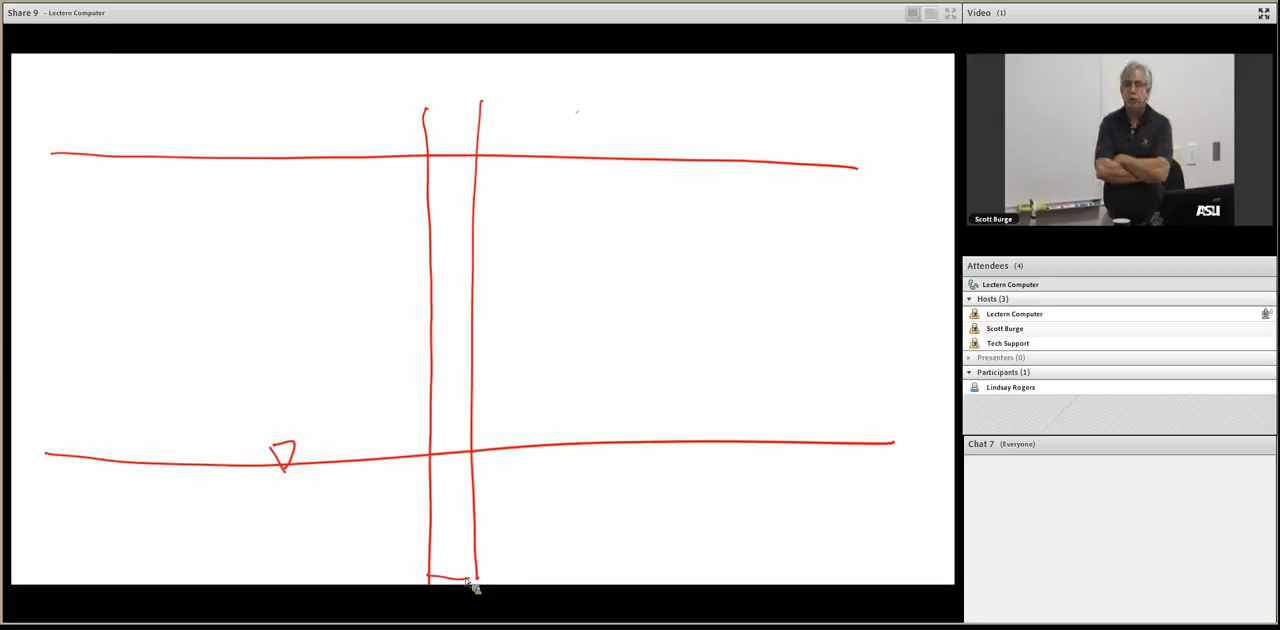 Share 9 - Lectern Computer
Video (1)
Scott Burge
ASU
Attendees (4)
Lectern Computer
Hosts (3)
Lectern Computer
Scott Burge
Tech Support
Presenters (0)
Participants (1)
Lindsay Rogers
Chat 7 (Everyone)